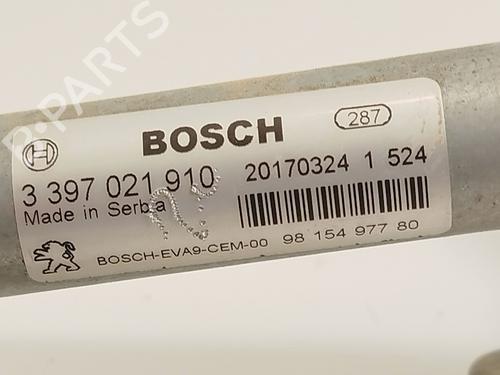 B-PARTS
BOSCH
287
3 397 021 910
20170324 1 524
Made in Serbia
BOSCH-EVA9-CEM-00
98 154 977 80